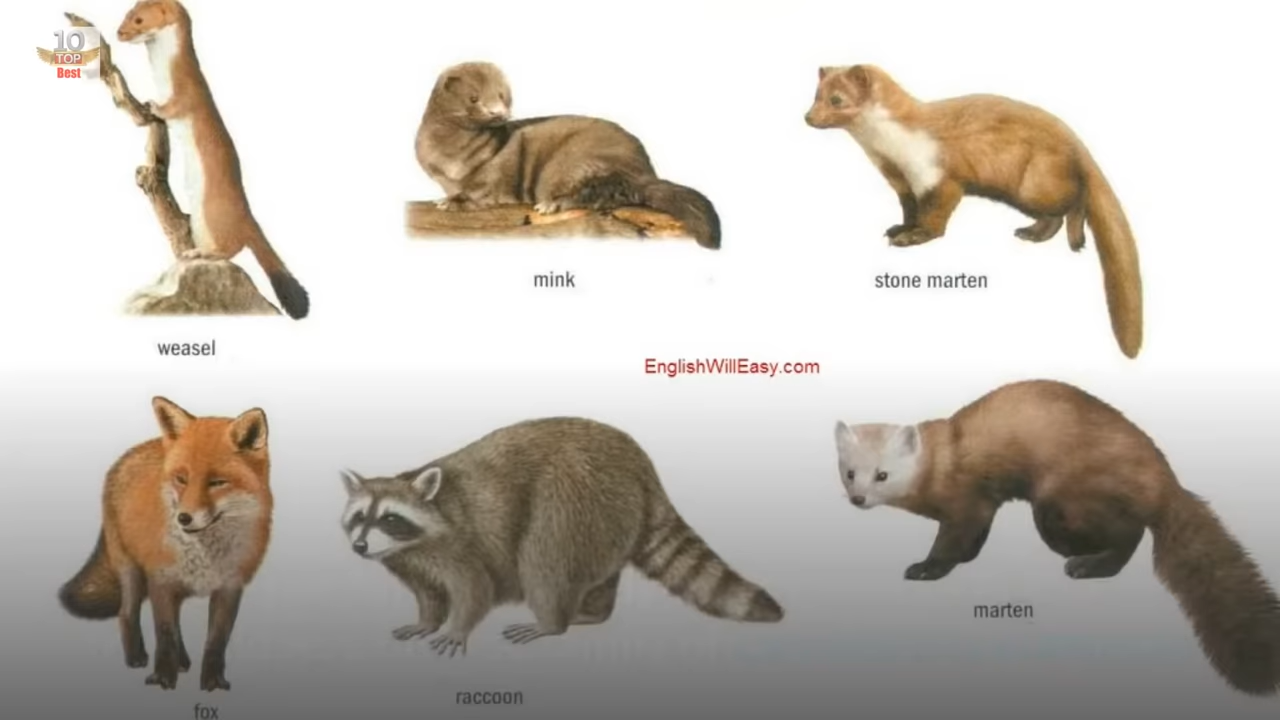 10
TOP
Best
mink
stone marten
weasel
EnglishWillEasy.com
marten
raccoon
fox